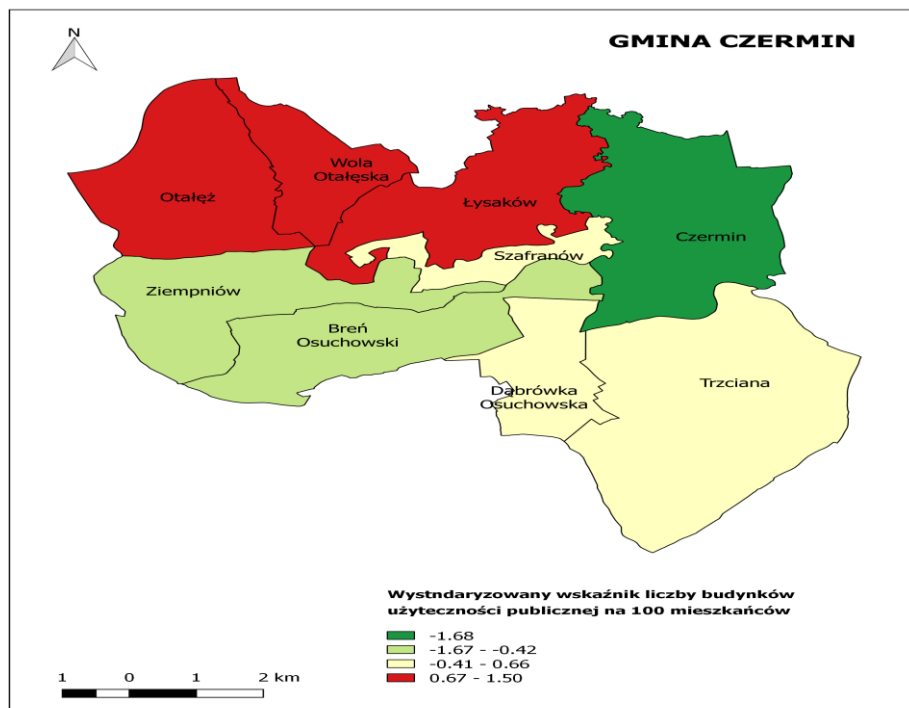 N
GMINA CZERMIN
Wola
Otałęska
Otałęż
Łysaków
Czermin
Szafranów
Ziempniów
Breń
Osuchowski
Trzciana
Dąbrówka
Osuchowska
Wystndaryzowany wskaźnik liczby budynków
użyteczności publicznej na 100 mieszkańców
-1.68
-1.67 - -0.42
-0.41 - 0.66
0.67 - 1.50
1 0 1 2 km